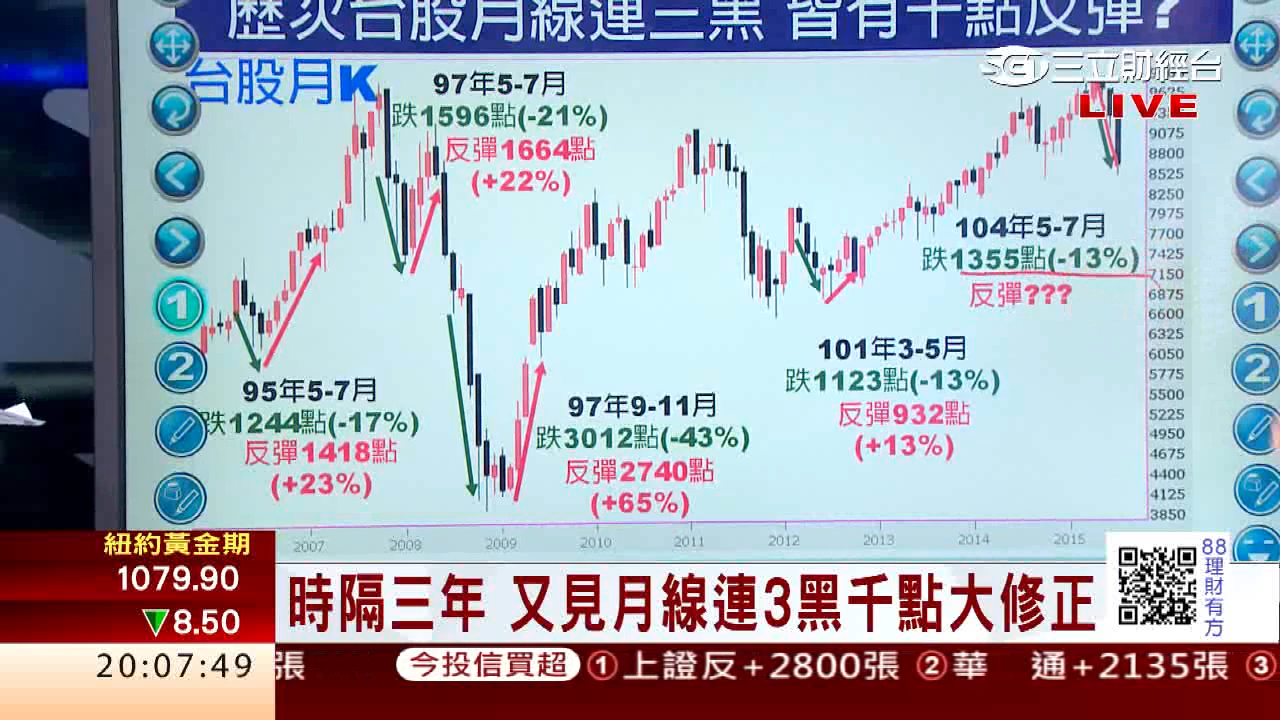 歷次台股月線連三黑 皆有千點反彈?
三立財經台
LIVE
台股月K
97年5-7月
跌1596點(-21%)
反彈1664點
(+22%)
104年5-7月
跌1355點(-13%)
反彈???
101年3-5月
跌1123點(-13%)
反彈932點
(+13%)
95年5-7月
跌1244點(-17%)
反彈1418點
(+23%)
97年9-11月
跌3012點(-43%)
反彈2740點
(+65%)
9075
8800
8525
8250
7975
7700
7425
7150
6875
6600
6325
6050
5775
5500
5225
4950
4675
4400
4125
3850
2007 2008 2009 2010 2011 2012 2013 2014 2015
1
2
1
2
紐約黃金期
1079.90
▼8.50
20:07:49
時隔三年 又見月線連3黑千點大修正
88理財有方
張 今投信買超 ①上證反+2800張 ②華 通+2135張 ③